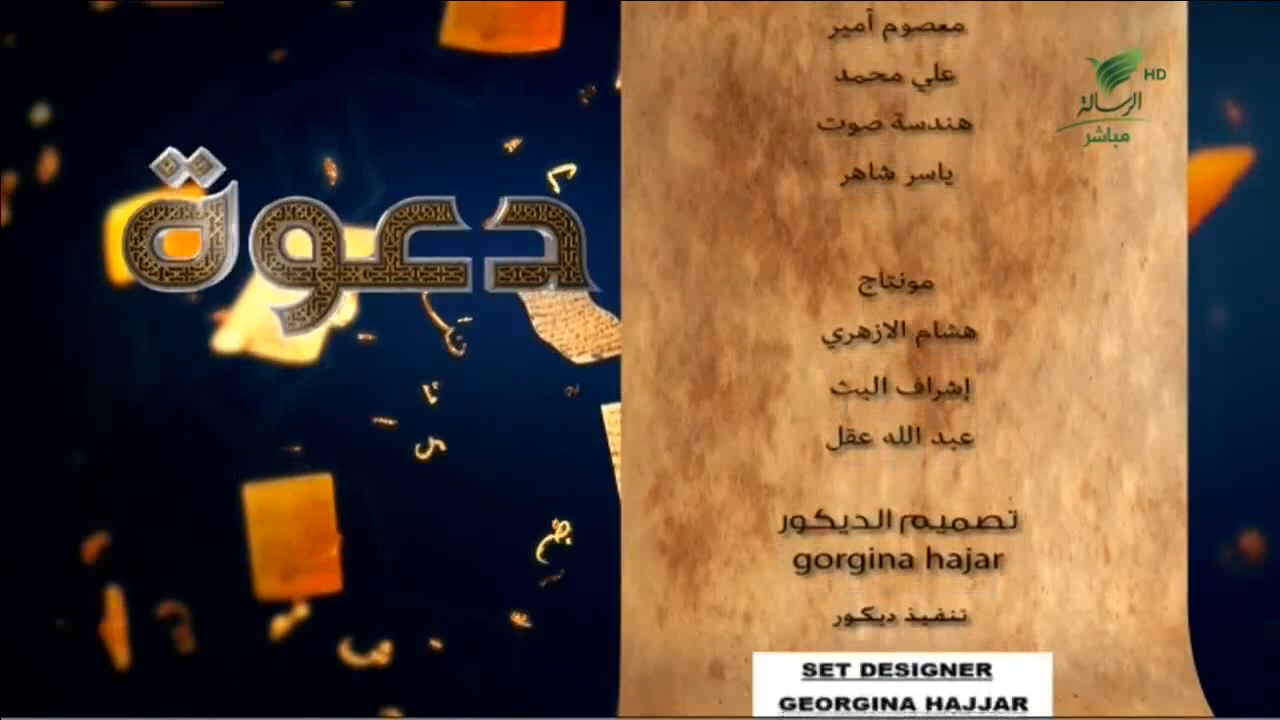 دعوة
معصوم أمير
علي محمد
هندسة صوت
ياسر شاهر
مونتاج
هشام الازهري
إشراف البث
عبد الله عقل
تصميم الديكور
gorgina hajar
تنفيذ ديكور
SET DESIGNER
GEORGINA HAJJAR
HD
الرسالة
مباشر